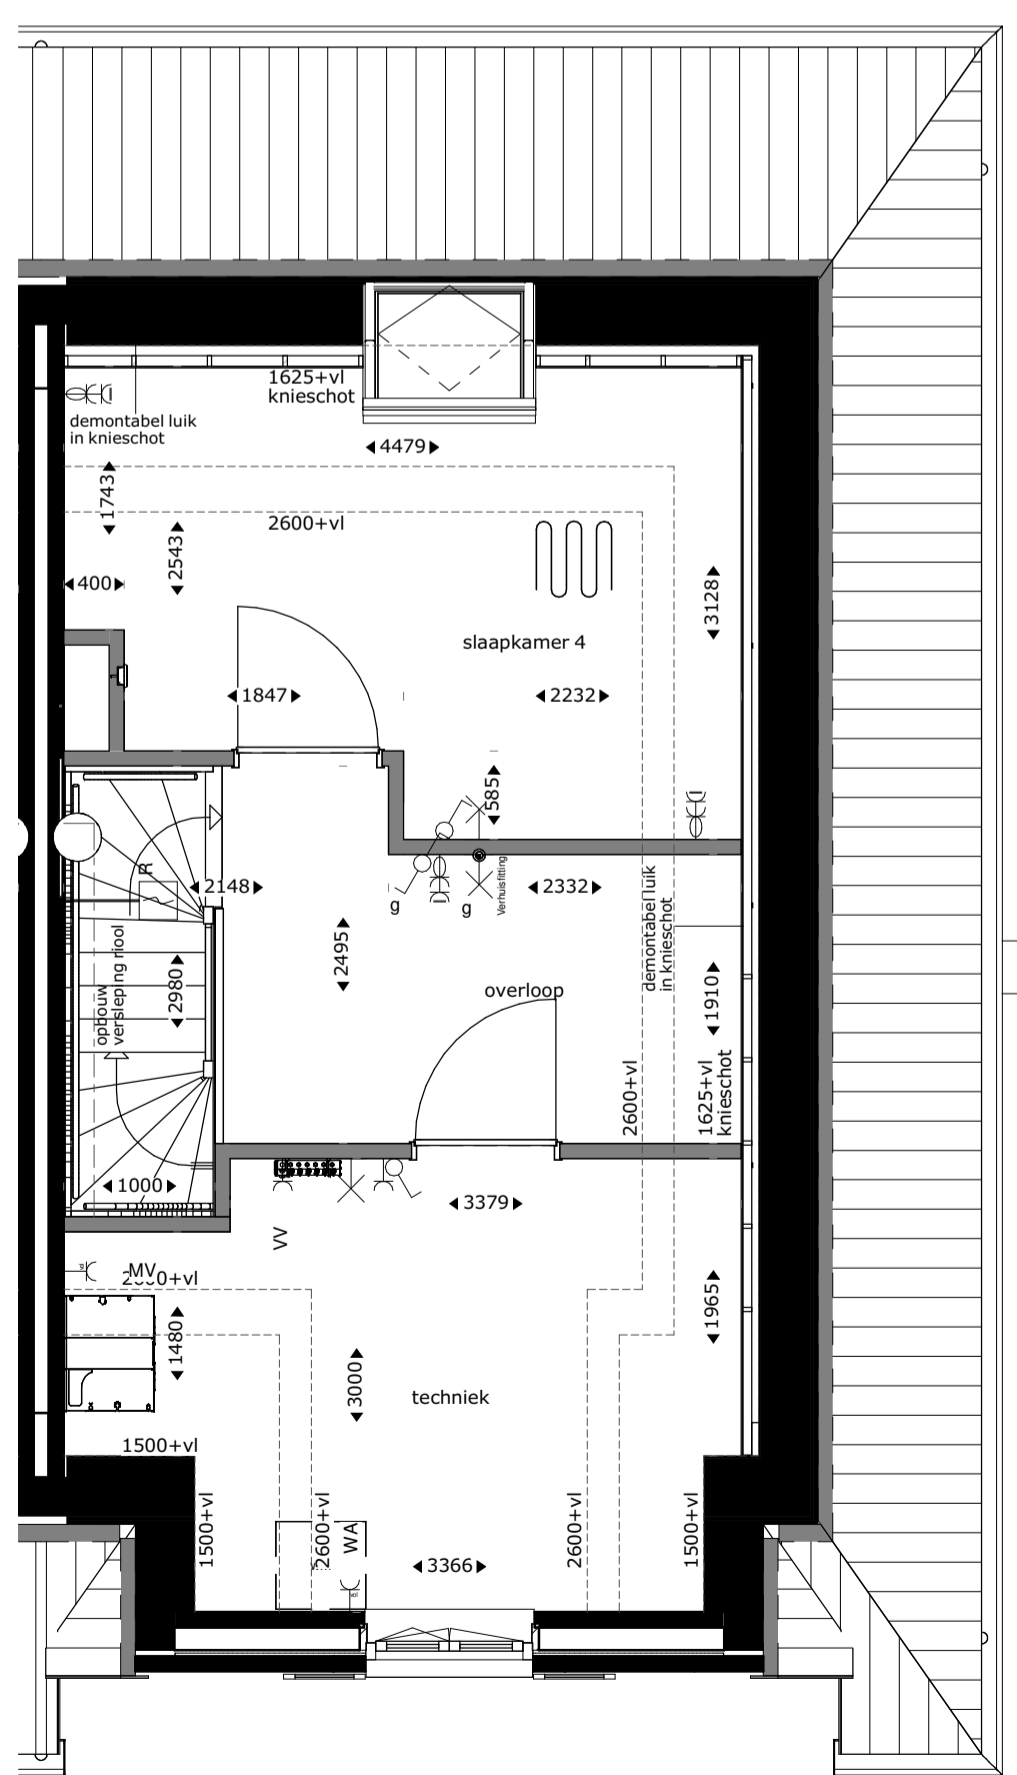 1625+vl
knieschot
demontabel luik
in knieschot
4479
1743
2600+vl
2543
400
3128
slaapkamer 4
1847
2232
585
R
2148
g
g
Verhuisfitting
2332
demontabel luik
in knieschot
2495
opbouw
versleping riool
2980
overloop
1910
2600+vl
1625+vl
knieschot
1000
3379
VV
MV
1965
1480
3000
techniek
1500+vl
1500+vl
2600+vl
WA
2600+vl
1500+vl
3366